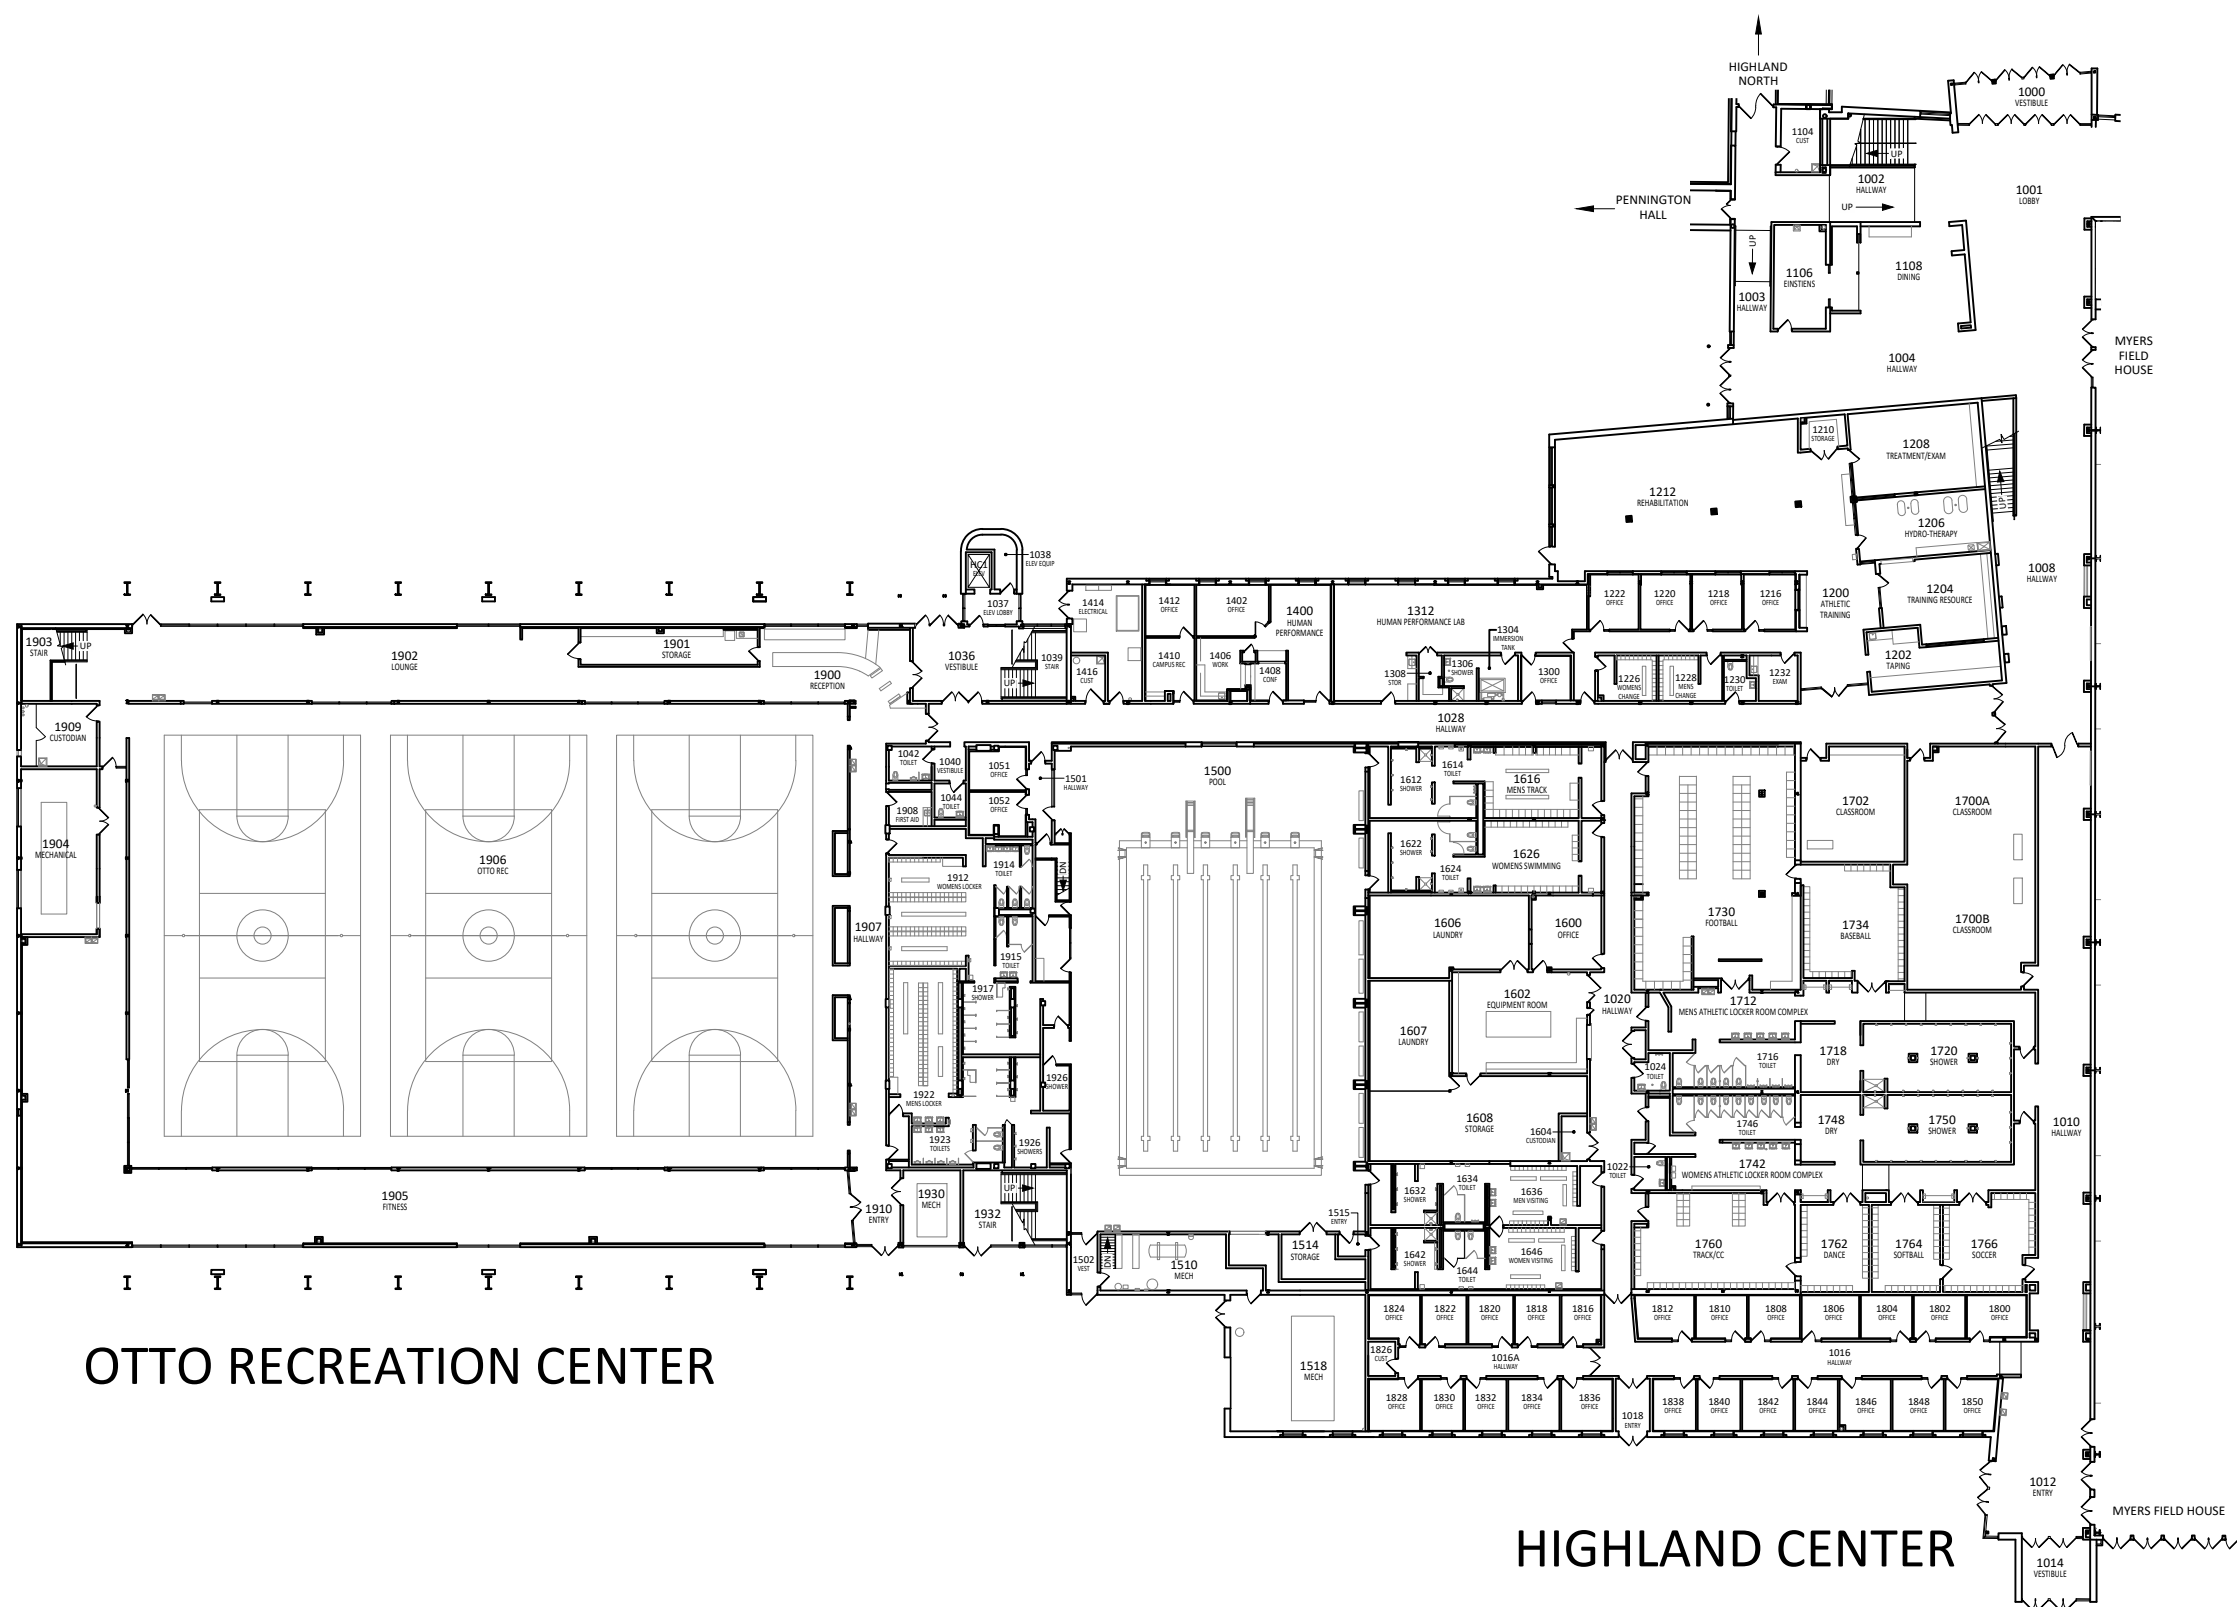 HIGHLAND
NORTH
1000
VESTIBULE
1104
CUST
UP
1002
HALLWAY
UP
1001
LOBBY
PENNINGTON
HALL
UP
1003
HALLWAY
1106
EINSTIENS
1108
DINING
1004
HALLWAY
MYERS
FIELD
HOUSE
1210
STORAGE
1208
TREATMENT/EXAM
1212
REHABILITATION
UP
1206
HYDRO-THERAPY
1008
HALLWAY
1204
TRAINING RESOURCE
1200
ATHLETIC
TRAINING
1202
TAPING
1222
OFFICE
1220
OFFICE
1218
OFFICE
1216
OFFICE
1226
WOMENS
CHANGE
1228
MENS
CHANGE
1230
TOILET
1232
EXAM
1038
ELEV EQUIP
HC1
ELEV
1037
ELEV LOBBY
1414
ELECTRICAL
1412
OFFICE
1402
OFFICE
1400
HUMAN
PERFORMANCE
1312
HUMAN PERFORMANCE LAB
1304
IMMERSION
TANK
1903
STAIR
UP
1902
LOUNGE
1901
STORAGE
1900
RECEPTION
1036
VESTIBULE
1039
STAIR
UP
1416
CUST
1410
CAMPUS REC
1406
WORK
1408
CONF
1308
STOR
1306
SHOWER
1300
OFFICE
1028
HALLWAY
1909
CUSTODIAN
1904
MECHANICAL
1906
OTTO REC
1907
HALLWAY
1042
TOILET
1040
VESTIBULE
1051
OFFICE
1044
TOILET
1052
OFFICE
1908
FIRST AID
1501
HALLWAY
DN
1500
POOL
1912
WOMENS LOCKER
1914
TOILET
1915
TOILET
1917
SHOWER
1922
MENS LOCKER
1926
SHOWER
1923
TOILETS
1926
SHOWERS
1905
FITNESS
1910
ENTRY
1930
MECH
1932
STAIR
UP
1612
SHOWER
1614
TOILET
1616
MENS TRACK
1622
SHOWER
1624
TOILET
1626
WOMENS SWIMMING
1606
LAUNDRY
1600
OFFICE
1602
EQUIPMENT ROOM
1607
LAUNDRY
1608
STORAGE
1604
CUSTODIAN
1020
HALLWAY
1024
TOILET
1022
TOILET
1730
FOOTBALL
1702
CLASSROOM
1700A
CLASSROOM
1734
BASEBALL
1700B
CLASSROOM
1712
MENS ATHLETIC LOCKER ROOM COMPLEX
1716
TOILET
1718
DRY
1720
SHOWER
1746
TOILET
1748
DRY
1750
SHOWER
1742
WOMENS ATHLETIC LOCKER ROOM COMPLEX
1010
HALLWAY
1632
SHOWER
1634
TOILET
1636
MEN VISITING
1642
SHOWER
1644
TOILET
1646
WOMEN VISITING
1515
ENTRY
1514
STORAGE
1502
VEST
DN
1510
MECH
1518
MECH
1760
TRACK/CC
1762
DANCE
1764
SOFTBALL
1766
SOCCER
1824
OFFICE
1822
OFFICE
1820
OFFICE
1818
OFFICE
1816
OFFICE
1812
OFFICE
1810
OFFICE
1808
OFFICE
1806
OFFICE
1804
OFFICE
1802
OFFICE
1800
OFFICE
1826
CUST
1016A
HALLWAY
1016
HALLWAY
1828
OFFICE
1830
OFFICE
1832
OFFICE
1834
OFFICE
1836
OFFICE
1018
ENTRY
1838
OFFICE
1840
OFFICE
1842
OFFICE
1844
OFFICE
1846
OFFICE
1848
OFFICE
1850
OFFICE
OTTO RECREATION CENTER
1012
ENTRY
MYERS FIELD HOUSE
HIGHLAND CENTER
1014
VESTIBULE